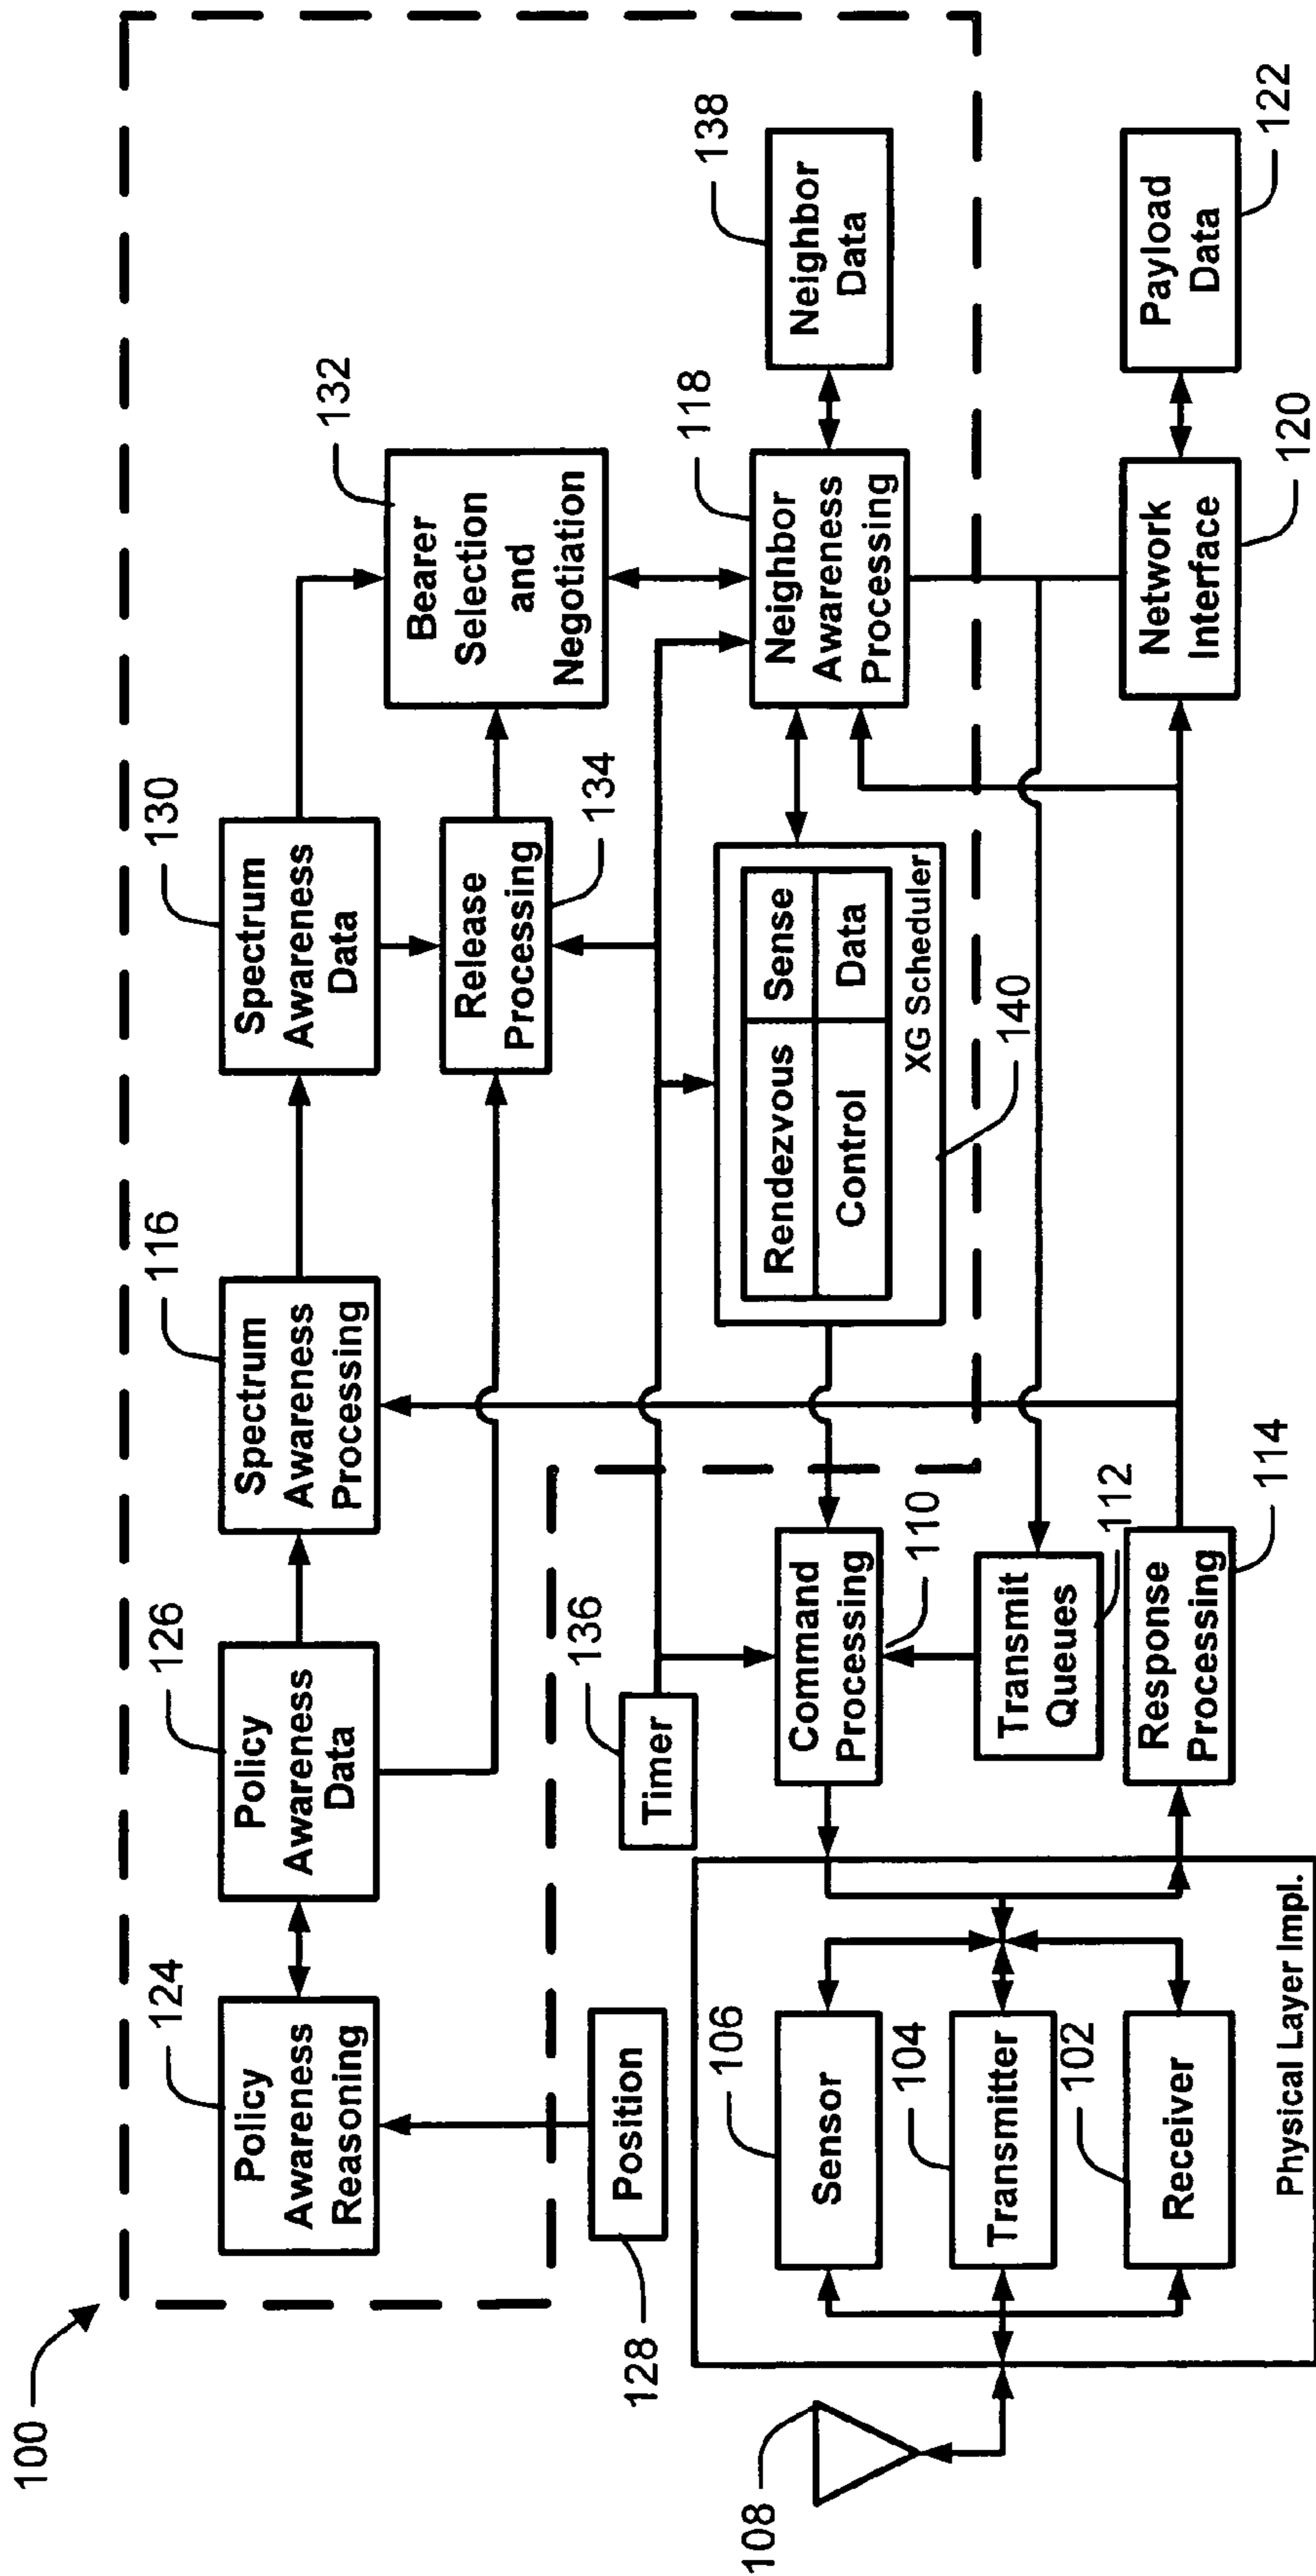 100
124
Policy
Awareness
Reasoning
126
Policy
Awareness
Data
116
Spectrum
Awareness
Processing
130
Spectrum
Awareness
Data
132
Bearer
Selection
and
Negotiation
134
Release
Processing
128
Position
136
Timer
118
Neighbor
Awareness
Processing
138
Neighbor
Data
Rendezvous
Sense
Control
Data
XG Scheduler
140
108
106
Sensor
104
Transmitter
102
Receiver
Physical Layer Impl.
Command
Processing
110
Transmit
Queues
112
Response
Processing
114
Network
Interface
120
Payload
Data
122